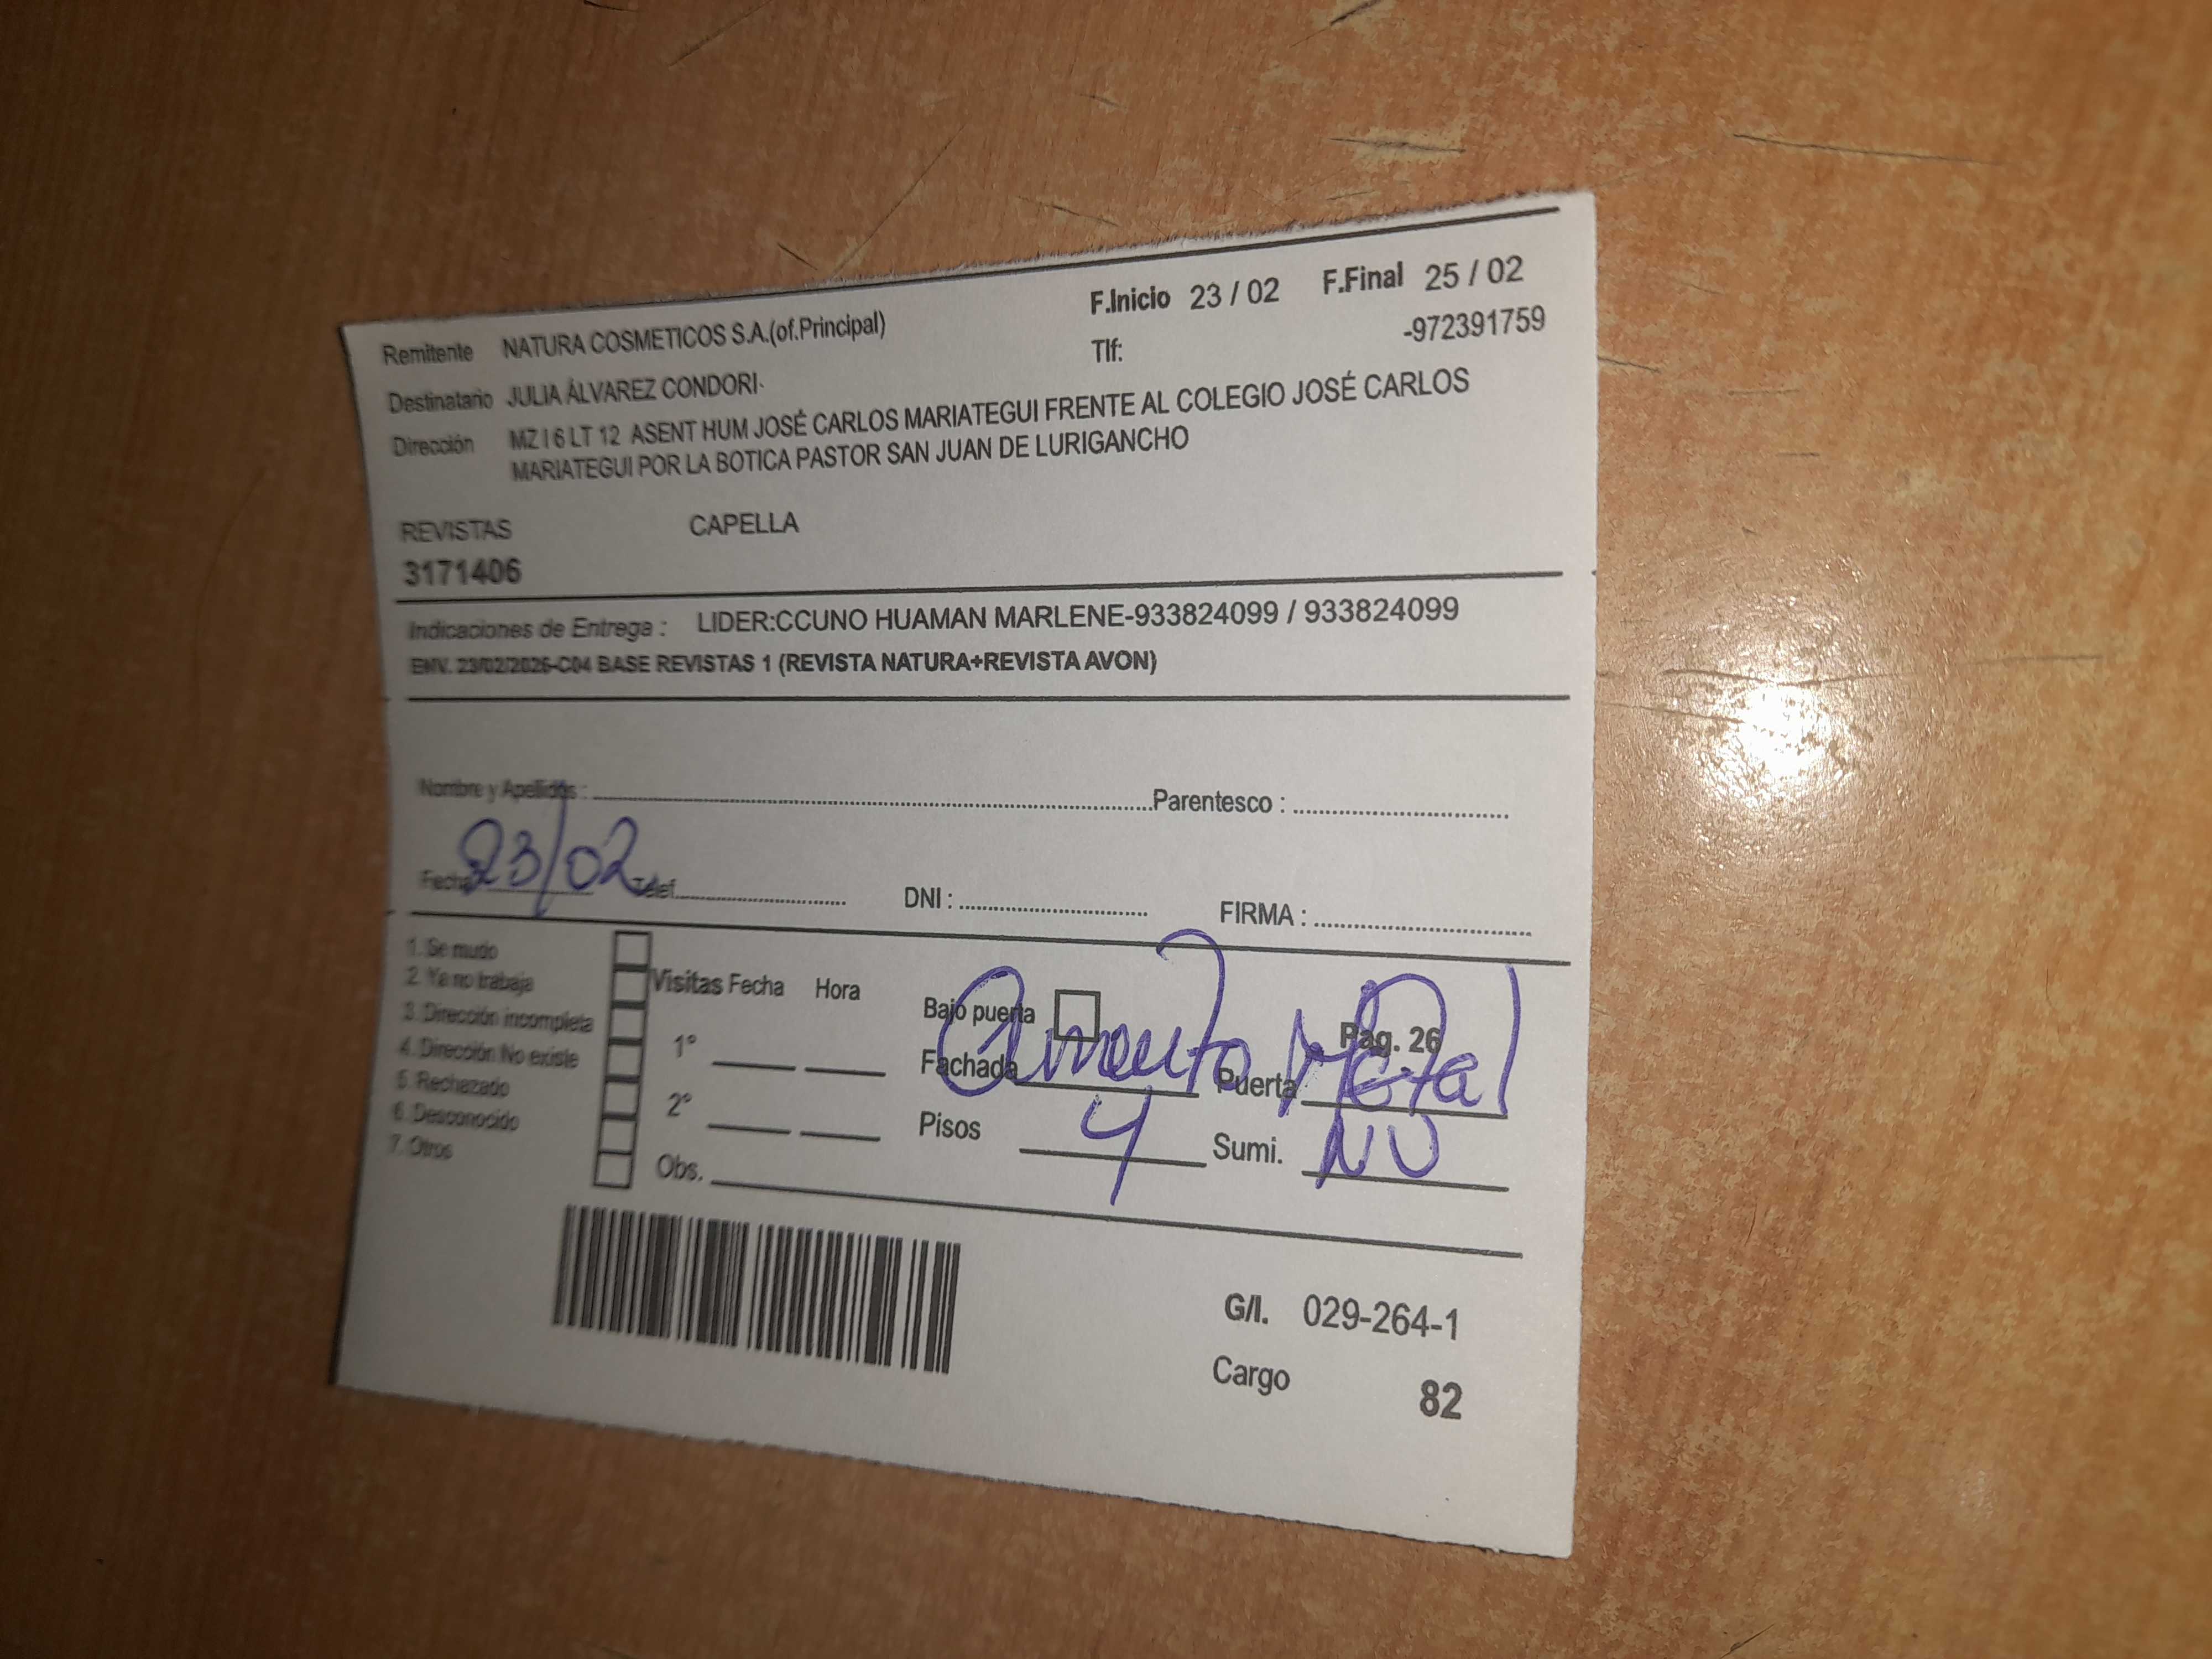 F.Inicio 23 / 02 F.Final 25 / 02
Remitente NATURA COSMETICOS S.A.(of.Principal) Tlf: -972391759
Destinatario JULIA ÁLVAREZ CONDORI-
Dirección MZ I 6 LT 12 ASENT HUM JOSÉ CARLOS MARIATEGUI FRENTE AL COLEGIO JOSÉ CARLOS
MARIATEGUI POR LA BOTICA PASTOR SAN JUAN DE LURIGANCHO
REVISTAS CAPELLA
3171406
Indicaciones de Entrega : LIDER:CCUNO HUAMAN MARLENE-933824099 / 933824099
ENV. 23/02/2026-C04 BASE REVISTAS 1 (REVISTA NATURA+REVISTA AVON)
Nombre y Apellidos : Parentesco :
Fecha 23/02 Telef. DNI : FIRMA :
1. Se mudo
2. Ya no trabaja Visitas Fecha Hora Bajo puerta Pag. 26
3. Dirección incompleta
4. Dirección No existe 1° Fachada Cemento Puerta Metal
5. Rechazado
6. Desconocido 2° Pisos 4 Sumi. NO
7. Otros Obs.
G/I. 029-264-1
Cargo 82